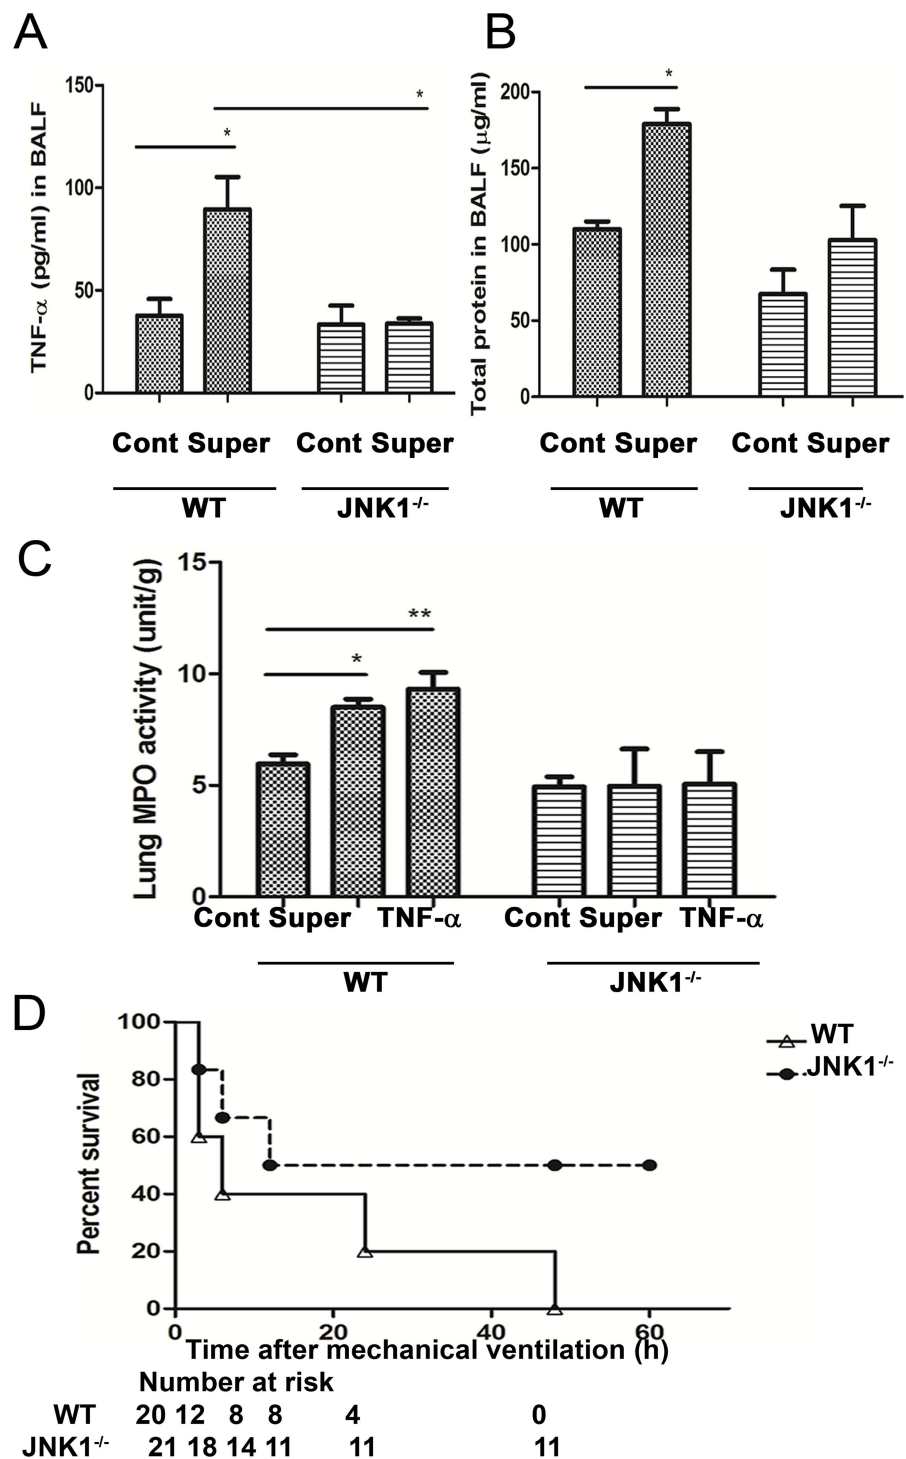 A
TNF-α (pg/ml) in BALF
150
100
50
0
*
*
Cont Super
Cont Super
WT
JNK1-/-
B
Total protein in BALF (μg/ml)
200
150
100
50
0
*
Cont Super
Cont Super
WT
JNK1-/-
C
Lung MPO activity (unit/g)
15
10
5
0
**
*
Cont Super TNF-α
Cont Super TNF-α
WT
JNK1-/-
D
Percent survival
100
80
60
40
20
0
WT
JNK1-/-
0 20 40 60
Time after mechanical ventilation (h)
Number at risk
WT 20 12 8 8 4 0
JNK1-/- 21 18 14 11 11 11